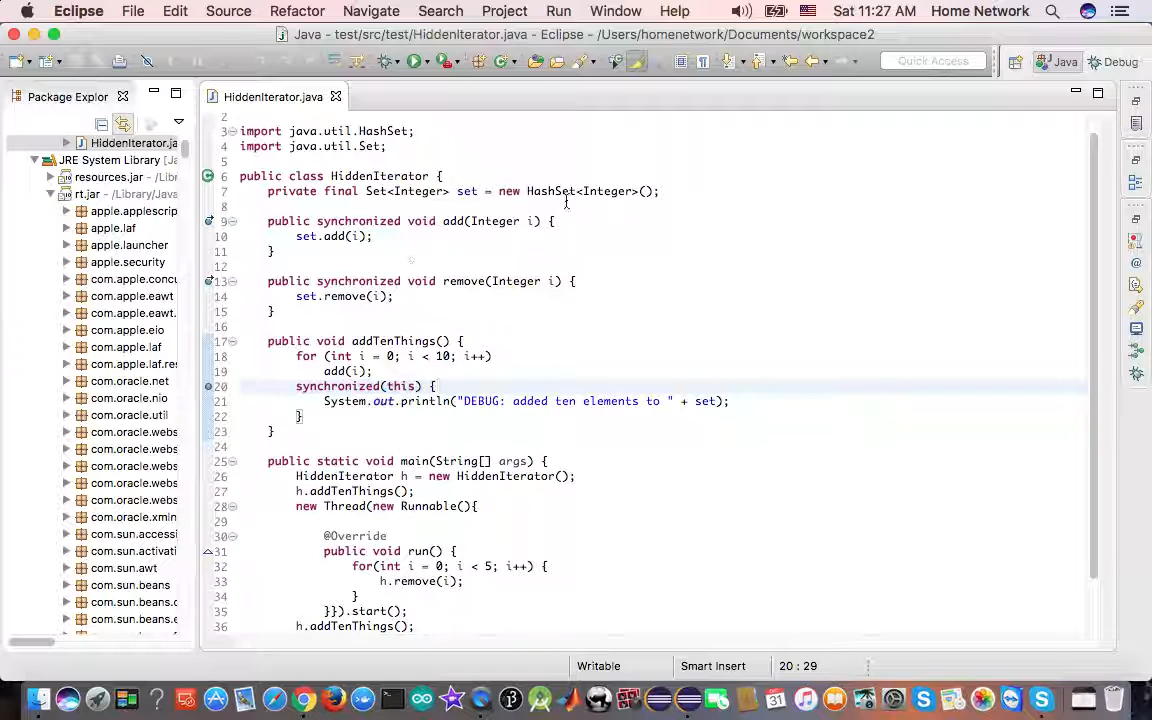 Eclipse File Edit Source Refactor Navigate Search Project Run Window Help Sat 11:27 AM Home Network
Java - test/src/test/HiddenIterator.java - Eclipse - /Users/homenetwork/Documents/workspace2
Quick Access Java Debug
Package Explor
HiddenIterator.java
HiddenIterator.ja
JRE System Library [Ja
resources.jar - /Libr
rt.jar - /Library/Java
apple.applescrip
apple.laf
apple.launcher
apple.security
com.apple.concu
com.apple.eawt
com.apple.eawt.
com.apple.eio
com.apple.laf
com.apple.laf.res
com.oracle.net
com.oracle.nio
com.oracle.util
com.oracle.webs
com.oracle.webs
com.oracle.webs
com.oracle.webs
com.oracle.webs
com.oracle.webs
com.oracle.xmln
com.sun.accessi
com.sun.activati
com.sun.awt
com.sun.beans
com.sun.beans.c
com.sun.beans.e
2
3 import java.util.HashSet;
4 import java.util.Set;
5
6 public class HiddenIterator {
7 private final Set<Integer> set = new HashSet<Integer>();
8
9 public synchronized void add(Integer i) {
10 set.add(i);
11 }
12
13 public synchronized void remove(Integer i) {
14 set.remove(i);
15 }
16
17 public void addTenThings() {
18 for (int i = 0; i < 10; i++)
19 add(i);
20 synchronized(this) {
21 System.out.println("DEBUG: added ten elements to " + set);
22 }
23 }
24
25 public static void main(String[] args) {
26 HiddenIterator h = new HiddenIterator();
27 h.addTenThings();
28 new Thread(new Runnable(){
29
30 @Override
31 public void run() {
32 for(int i = 0; i < 5; i++) {
33 h.remove(i);
34 }
35 }}).start();
36 h.addTenThings();
Writable Smart Insert 20 : 29